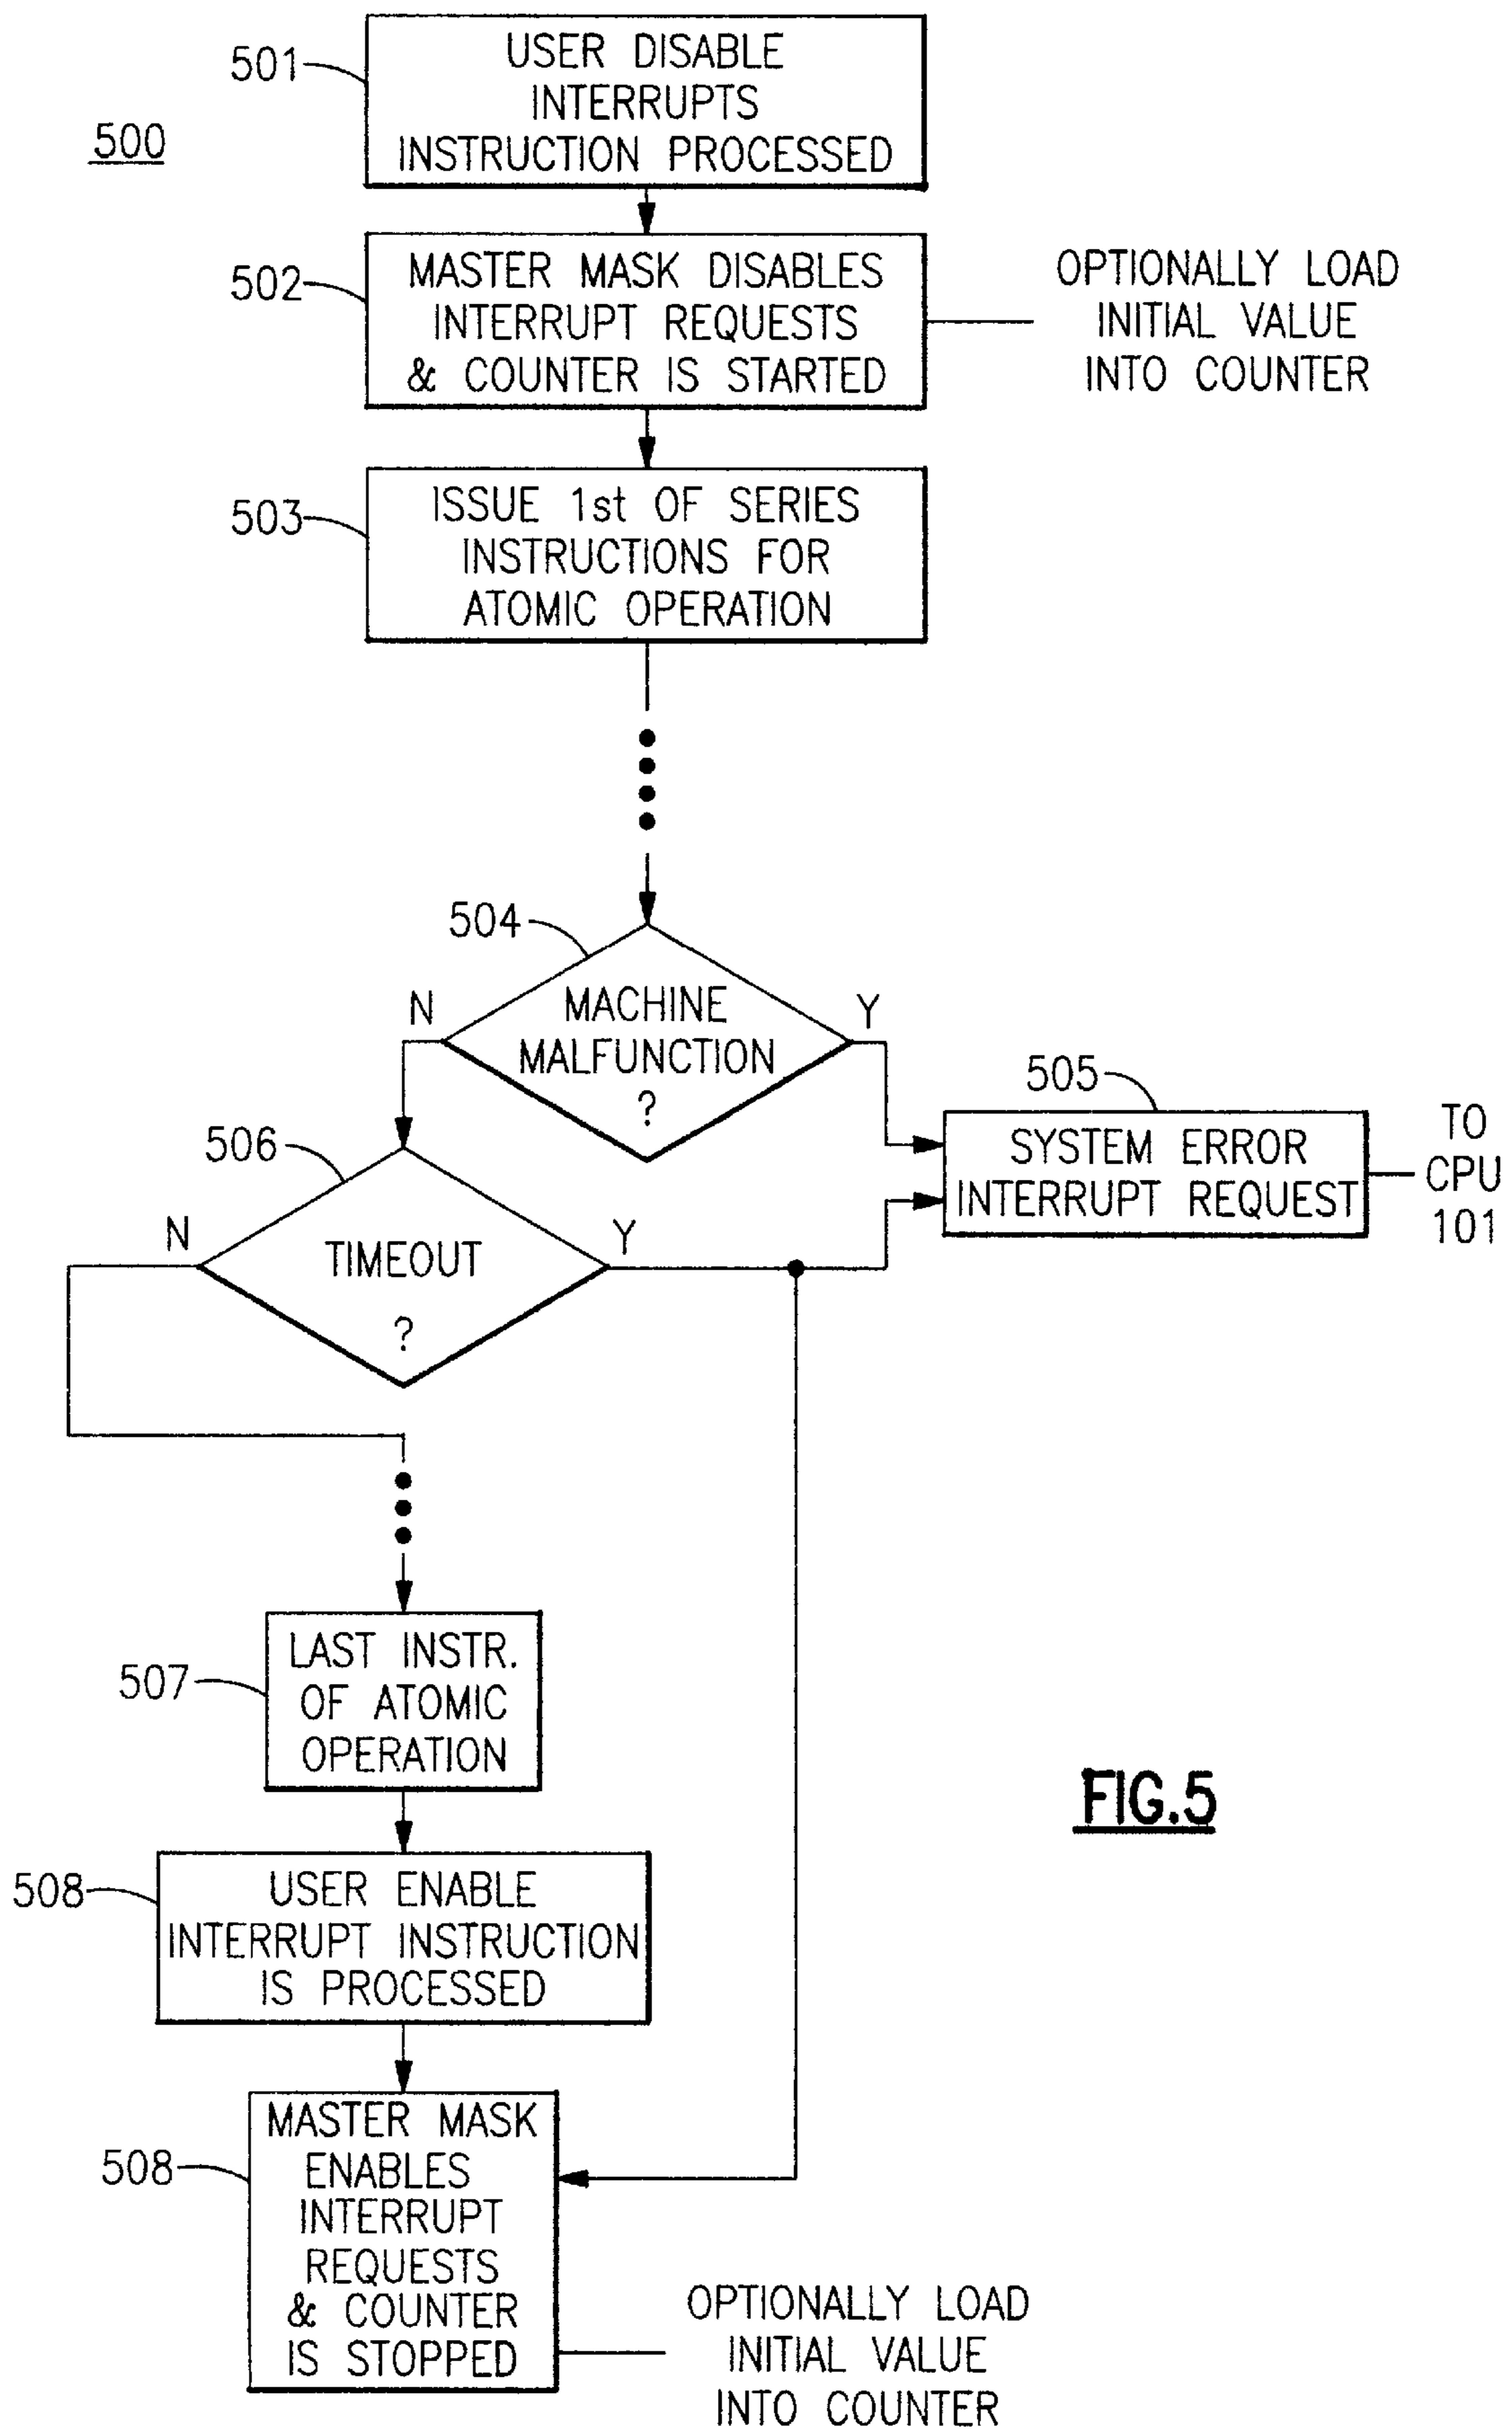 501
USER DISABLE
INTERRUPTS
INSTRUCTION PROCESSED
500
502
MASTER MASK DISABLES
INTERRUPT REQUESTS
& COUNTER IS STARTED
OPTIONALLY LOAD
INITIAL VALUE
INTO COUNTER
503
ISSUE 1st OF SERIES
INSTRUCTIONS FOR
ATOMIC OPERATION
504
N
MACHINE
MALFUNCTION
?
Y
505
SYSTEM ERROR
INTERRUPT REQUEST
TO
CPU
101
506
N
TIMEOUT
?
Y
507
LAST INSTR.
OF ATOMIC
OPERATION
FIG.5
508
USER ENABLE
INTERRUPT INSTRUCTION
IS PROCESSED
508
MASTER MASK
ENABLES
INTERRUPT
REQUESTS
& COUNTER
IS STOPPED
OPTIONALLY LOAD
INITIAL VALUE
INTO COUNTER